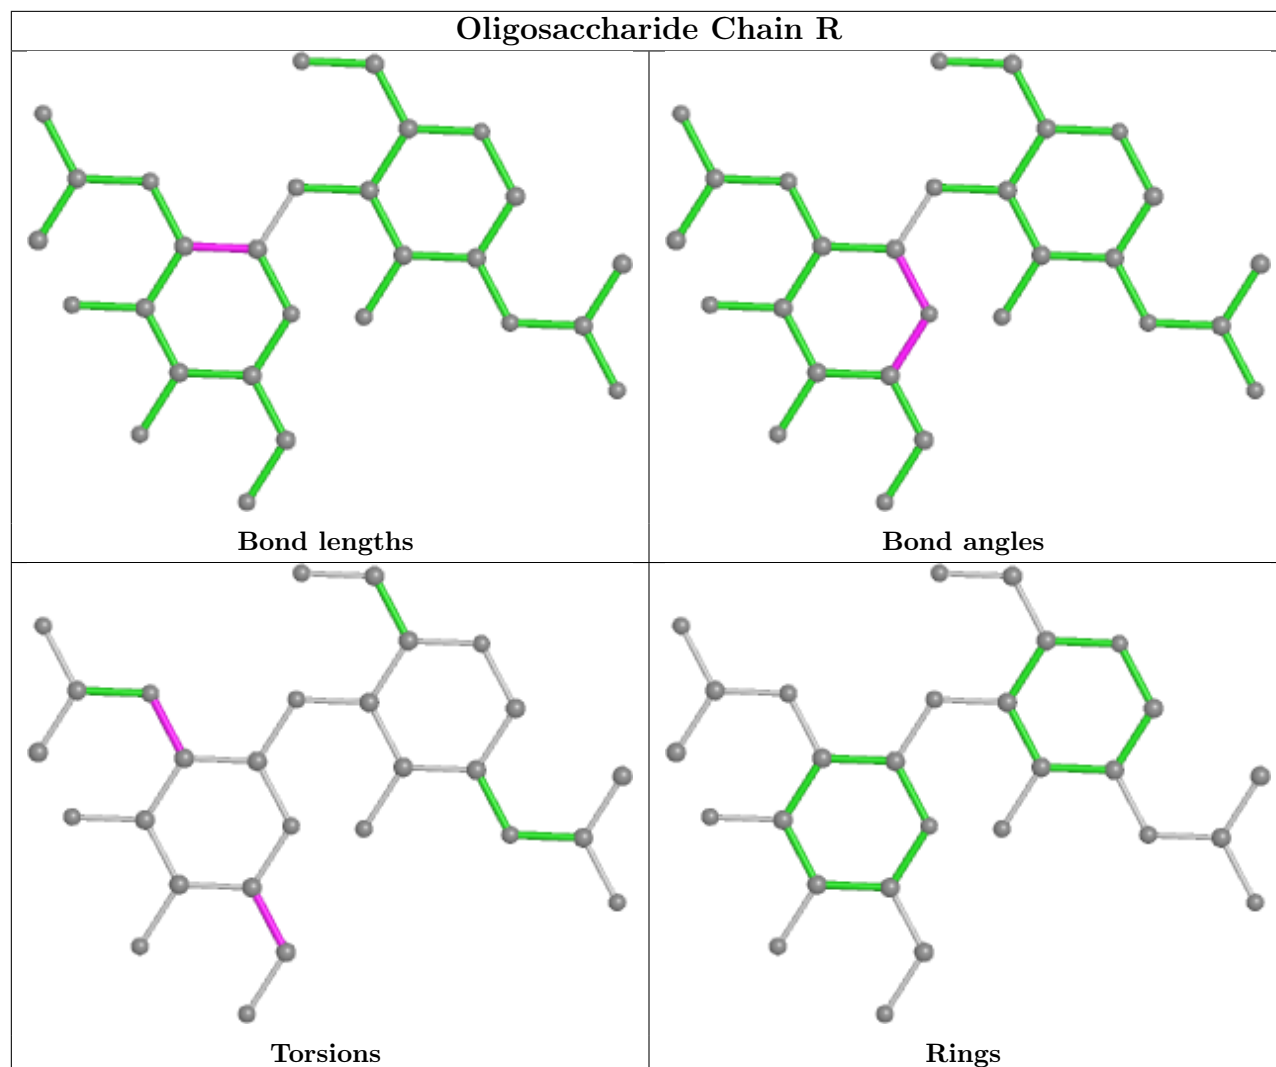 Oligosaccharide Chain R
Bond lengths
Bond angles
Torsions
Rings